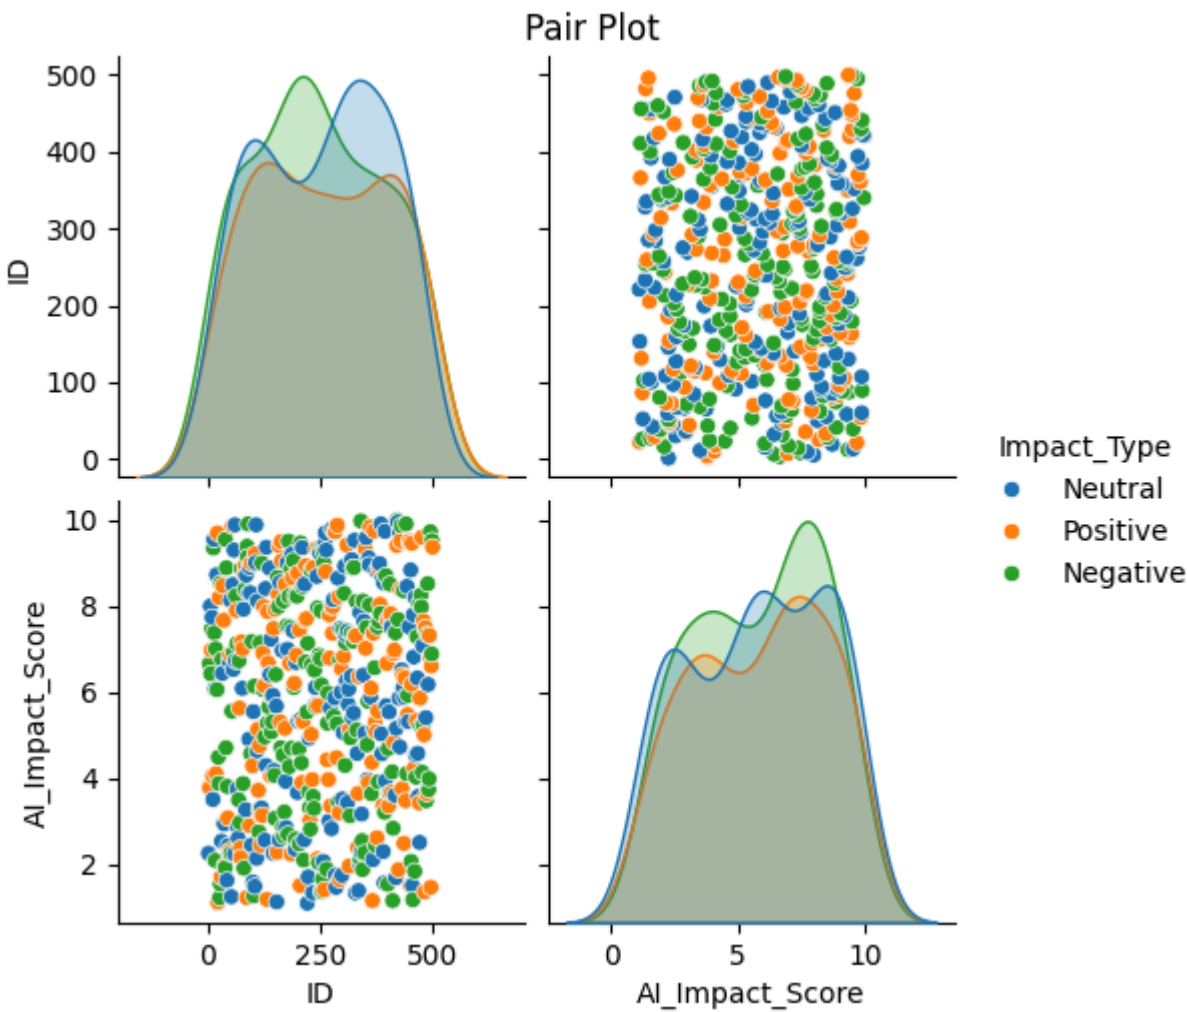 Pair Plot
500
400
300
200
100
0
ID
Impact_Type
Neutral
Positive
Negative
10
8
6
4
2
AI_Impact_Score
0 250 500
ID
0 5 10
AI_Impact_Score